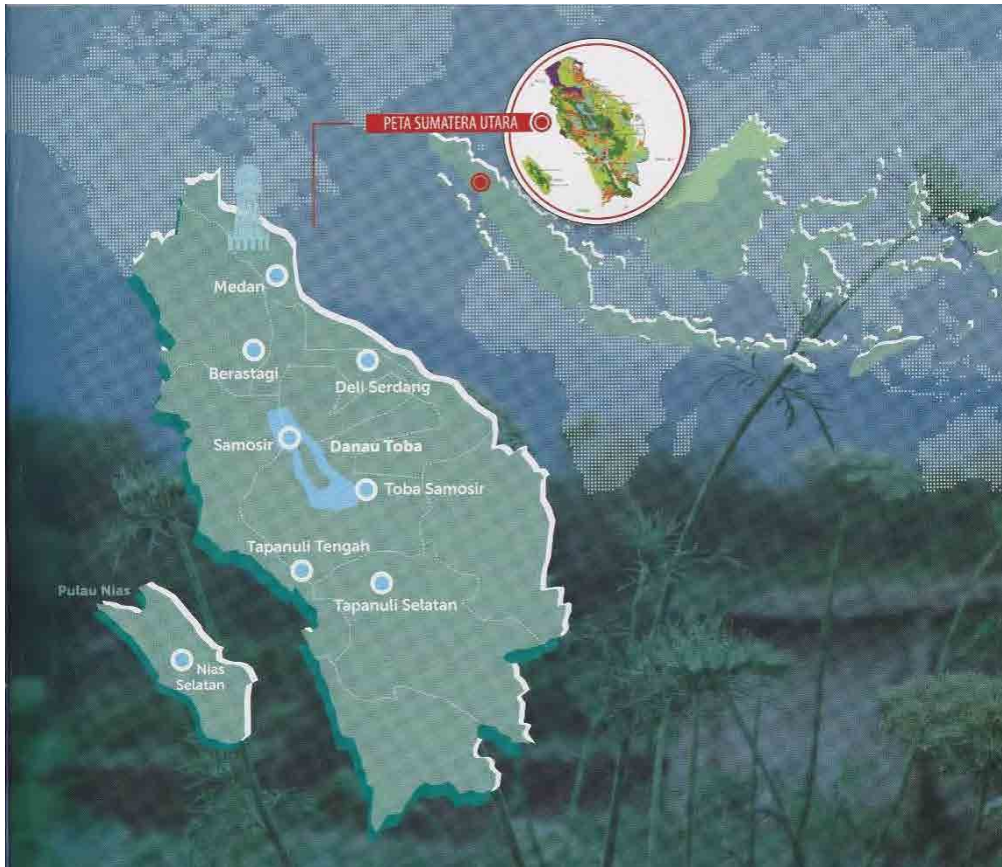 PETA SUMATERA UTARA
Medan
Berastagi
Deli Serdang
Samosir
Danau Toba
Toba Samosir
Tapanuli Tengah
Tapanuli Selatan
Pulau Nias
Nias
Selatan